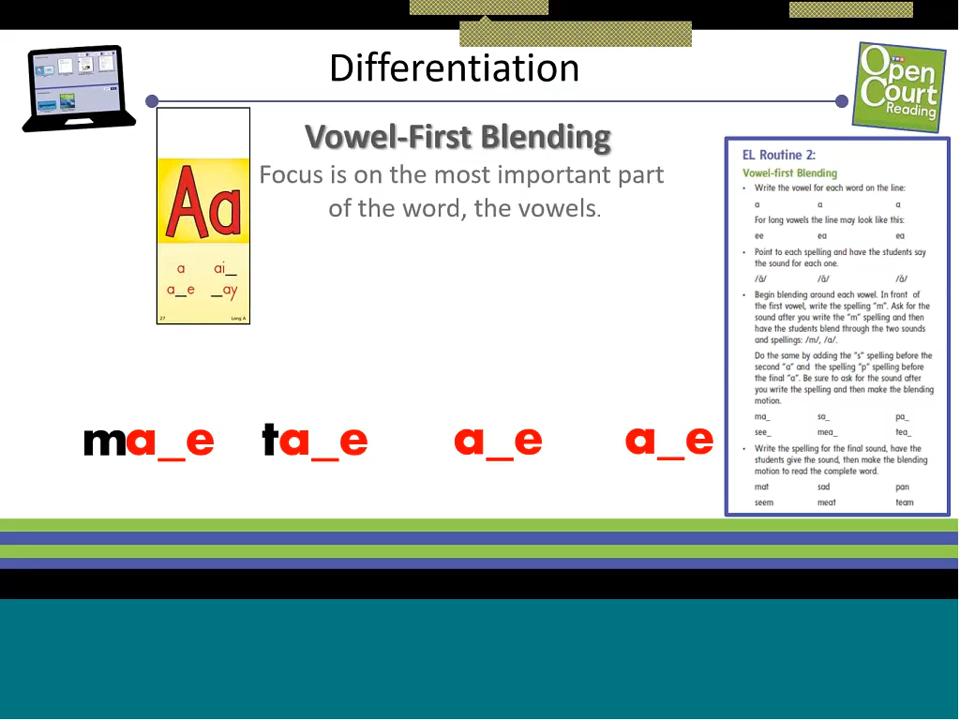 Differentiation
SRA
Open
Court
Reading
Vowel-First Blending
Focus is on the most important part
of the word, the vowels.
Aa
a ai_
a_e _ay
27 Long A
ma_e ta_e a_e a_e
EL Routine 2:
Vowel-first Blending
• Write the vowel for each word on the line:
a a a
For long vowels the line may look like this:
ee ea ea
• Point to each spelling and have the students say
the sound for each one.
/ă/ /ă/ /ă/
• Begin blending around each vowel. In front of
the first vowel, write the spelling "m". Ask for the
sound after you write the "m" spelling and then
have the students blend through the two sounds
and spellings: /m/, /a/.
Do the same by adding the "s" spelling before the
second "a" and the spelling "p" spelling before
the final "a". Be sure to ask for the sound after
you write the spelling and then make the blending
motion.
ma_ sa_ pa_
see_ mea_ tea_
• Write the spelling for the final sound, have the
students give the sound, then make the blending
motion to read the complete word.
mat sad pan
seem meat team